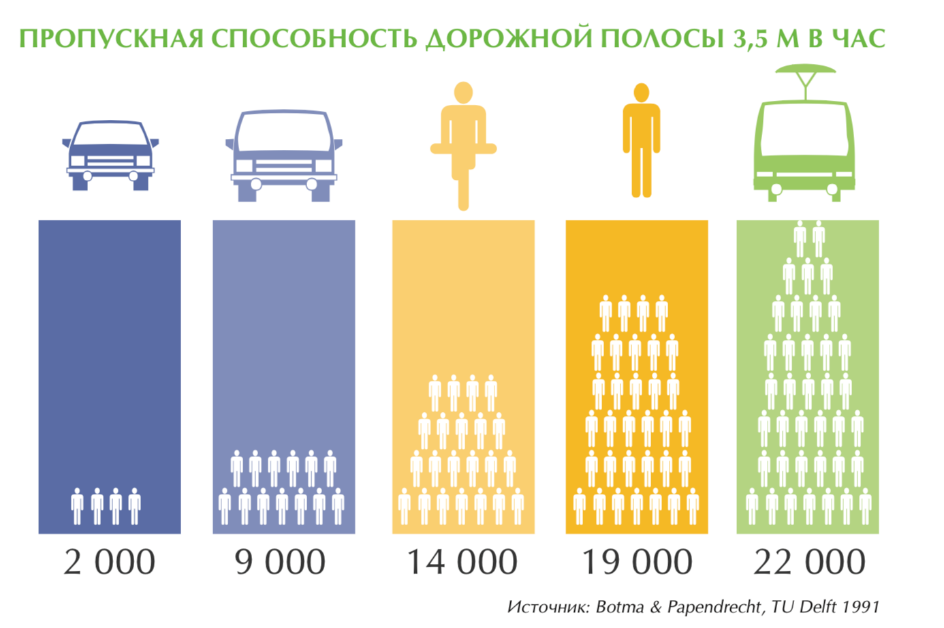 ПРОПУСКНАЯ СПОСОБНОСТЬ ДОРОЖНОЙ ПОЛОСЫ 3,5 М В ЧАС
2 000 9 000 14 000 19 000 22 000
Источник: Botma & Papendrecht, TU Delft 1991